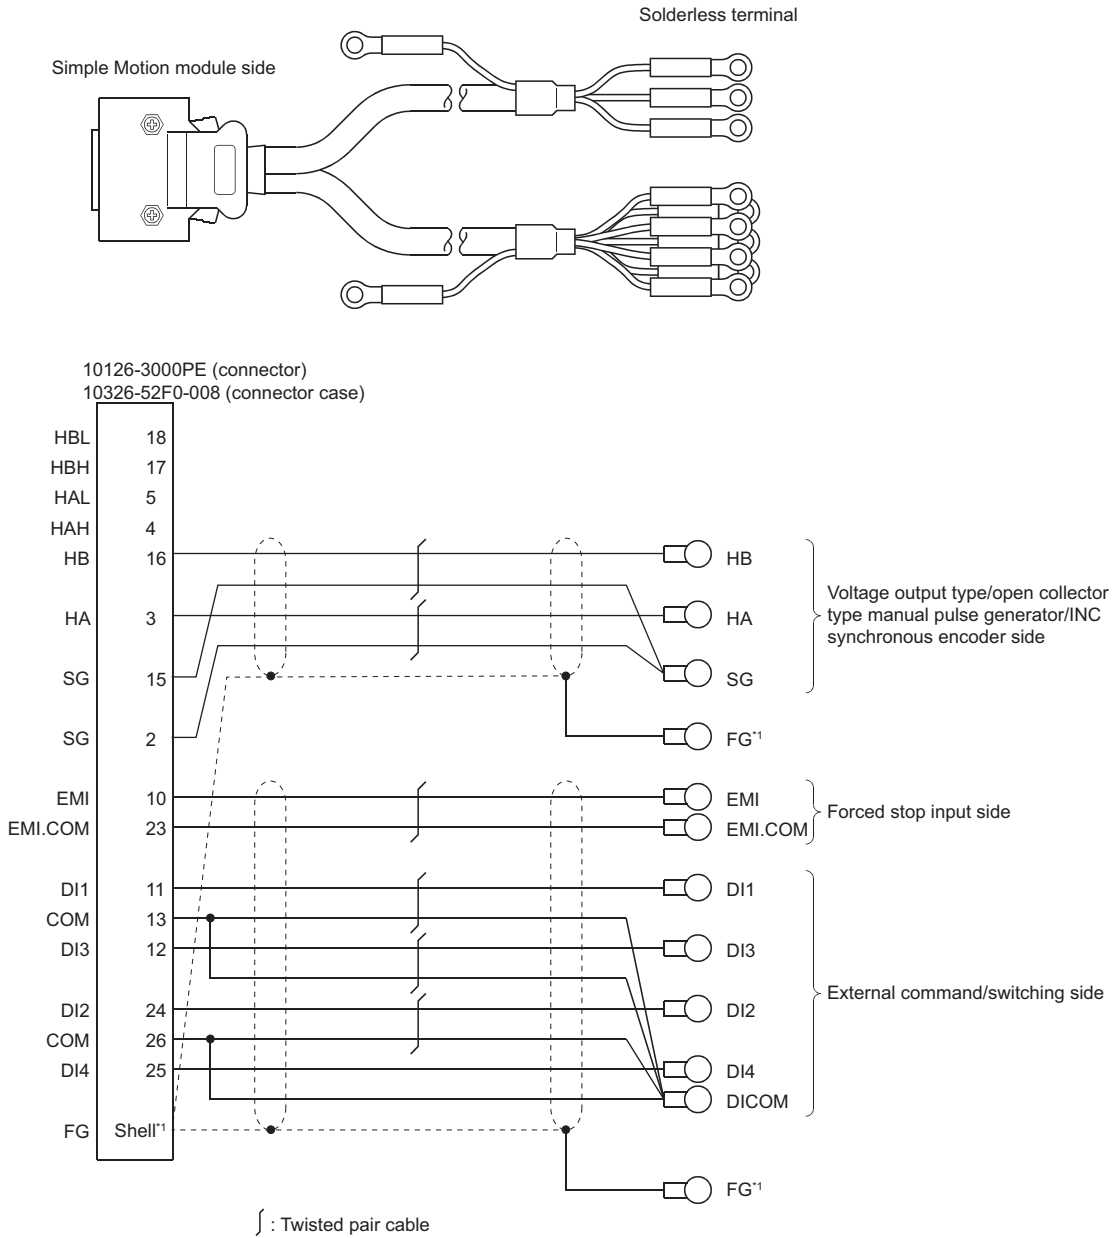 Solderless terminal
Simple Motion module side
10126-3000PE (connector)
10326-52F0-008 (connector case)
HBL 18
HBH 17
HAL 5
HAH 4
HB 16 HB
HA 3 HA
SG 15 SG
SG 2 FG*1
Voltage output type/open collector
type manual pulse generator/INC
synchronous encoder side
EMI 10 EMI
EMI.COM 23 EMI.COM
Forced stop input side
DI1 11 DI1
COM 13
DI3 12 DI3
DI2 24 DI2
COM 26
DI4 25 DI4
DICOM
External command/switching side
FG Shell*1
FG*1
∫ : Twisted pair cable